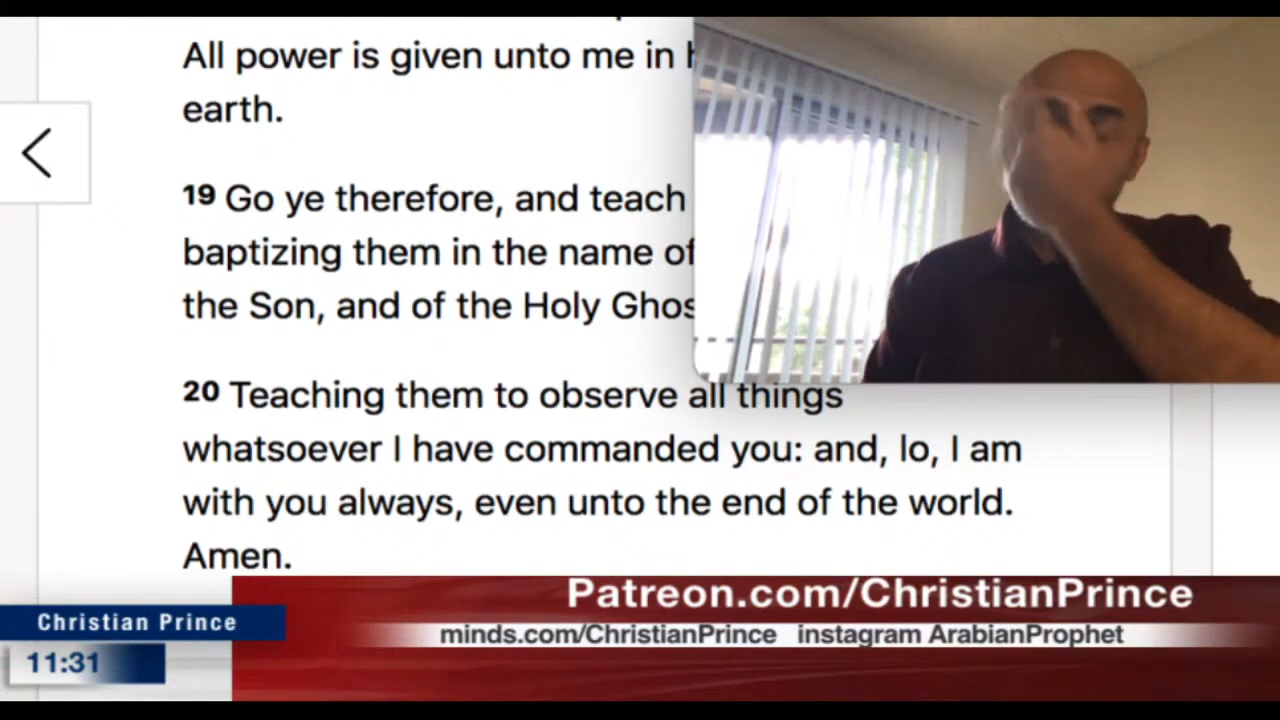 All power is given unto me in
earth.
19 Go ye therefore, and teach
baptizing them in the name of
the Son, and of the Holy Ghos
20 Teaching them to observe all things
whatsoever I have commanded you: and, lo, I am
with you always, even unto the end of the world.
Amen.
Patreon.com/ChristianPrince
Christian Prince
minds.com/ChristianPrince instagram ArabianProphet
11:31